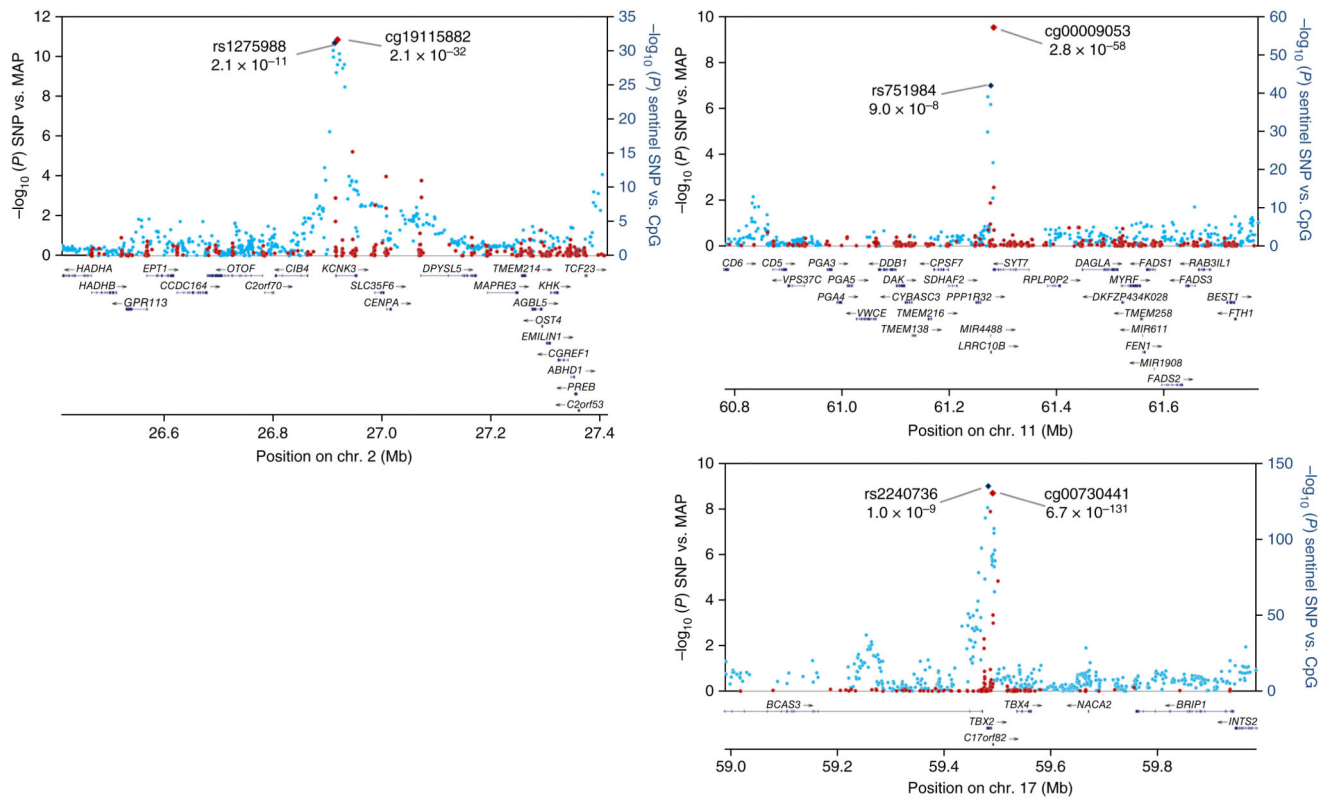 12
10
8
6
4
2
0
–log10 (P) SNP vs. MAP
35
30
25
20
15
10
5
0
–log10 (P) sentinel SNP vs. CpG
rs1275988
2.1 × 10–11
cg19115882
2.1 × 10–32
←HADHA EPT1→ ←OTOF ←CIB4 KCNK3→ DPYSL5→ TMEM214→ TCF23→
HADHB→ CCDC164→ C2orf70→ SLC35F6→ MAPRE3→ KHK→
←GPR113 CENPA→ AGBL5→
←OST4
EMILIN1→
←CGREF1
ABHD1→
←PREB
←C2orf53
26.6 26.8 27.0 27.2 27.4
Position on chr. 2 (Mb)
10
8
6
4
2
0
–log10 (P) SNP vs. MAP
60
50
40
30
20
10
0
–log10 (P) sentinel SNP vs. CpG
cg00009053
2.8 × 10–58
rs751984
9.0 × 10–8
CD6→ CD5→ PGA3→ ←DDB1 CPSF7→ ←SYT7 DAGLA→ ←FADS1 ←RAB3IL1
←VPS37C PGA5→ DAK→ SDHAF2→ RPLP0P2→ MYRF→ ←FADS3
PGA4→ ←CYBASC3 PPP1R32→ ←DKFZP434K028 BEST1→
←VWCE TMEM216→ ←TMEM258 ←FTH1
TMEM138→ MIR4488→ ←MIR611
LRRC10B→ FEN1→
←MIR1908
FADS2→
60.8 61.0 61.2 61.4 61.6
Position on chr. 11 (Mb)
10
8
6
4
2
0
–log10 (P) SNP vs. MAP
150
100
50
0
–log10 (P) sentinel SNP vs. CpG
rs2240736
1.0 × 10–9
cg00730441
6.7 × 10–131
BCAS3→ TBX4→ ←NACA2 ←BRIP1
TBX2→ ←INTS2
C17orf82→
59.0 59.2 59.4 59.6 59.8
Position on chr. 17 (Mb)